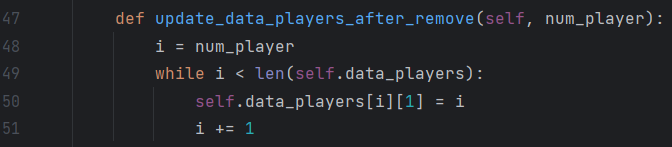 47 def update_data_players_after_remove(self, num_player):
48 i = num_player
49 while i < len(self.data_players):
50 self.data_players[i][1] = i
51 i += 1